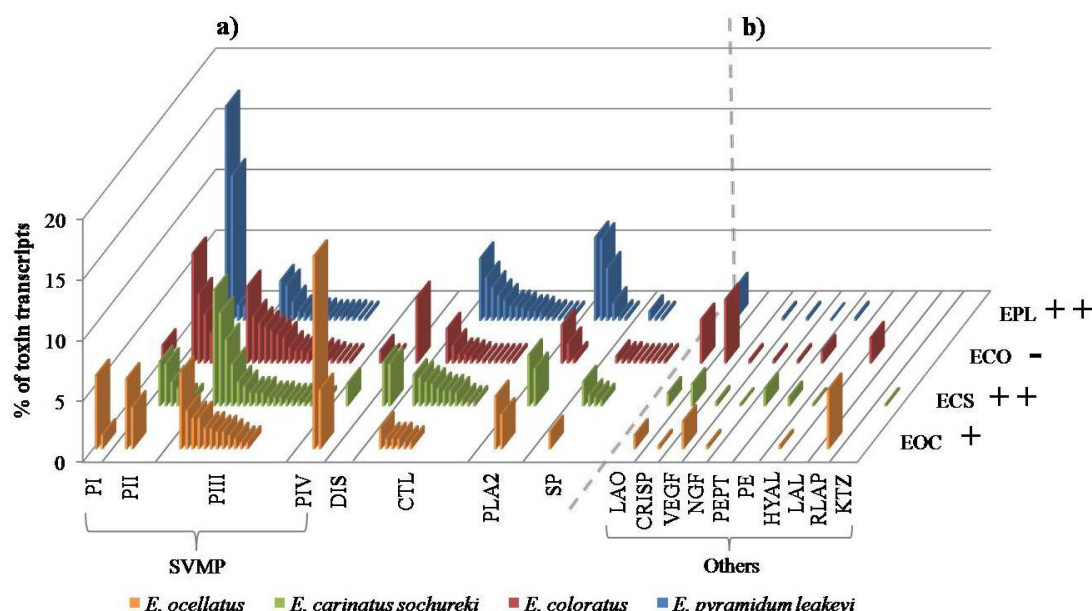 a) b)
% of toxin transcripts
20
15
10
5
0
EPL ++
ECO -
ECS ++
EOC +
PI
PII
PIII
PIV
DIS
CTL
PLA2
SP
LAO
CRISP
VEGF
NGF
PEPT
PE
HYAL
LAL
RLAP
KTZ
SVMP
Others
E. ocellatus E. carinatus sochureki E. coloratus E. pyramidum leakeyi